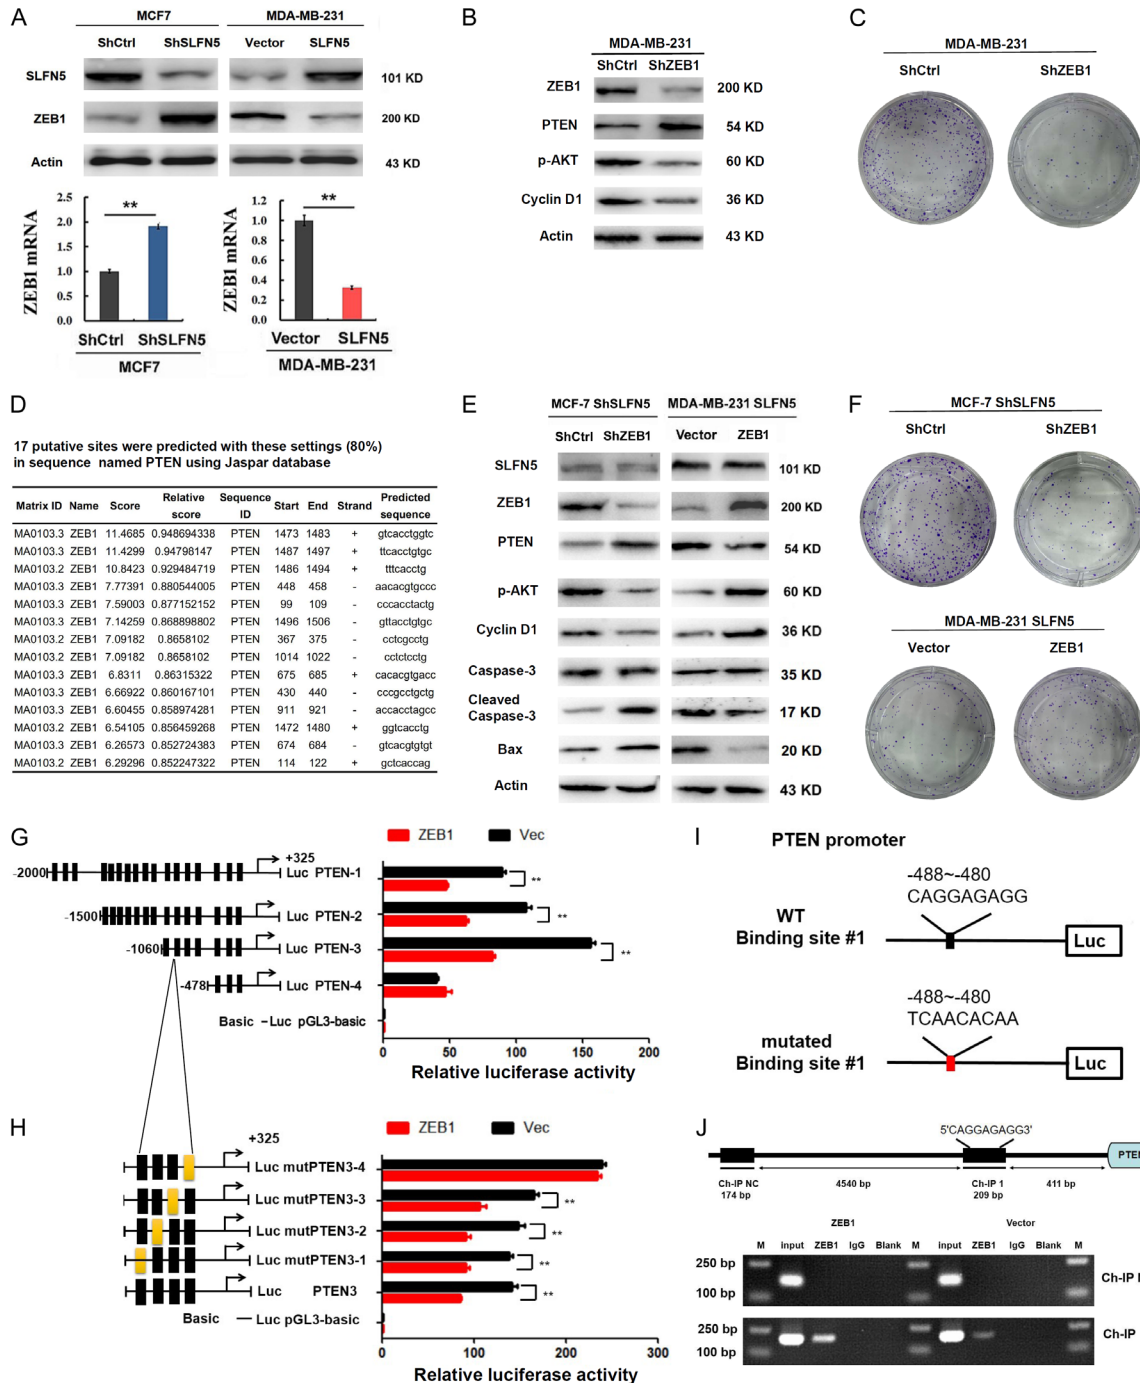 A
MCF7 MDA-MB-231
ShCtrl ShSLFN5 Vector SLFN5
SLFN5 101 KD
ZEB1 200 KD
Actin 43 KD
ZEB1 mRNA
2.5
2.0
1.5
1.0
0.5
0.0
**
ShCtrl ShSLFN5
MCF7
ZEB1 mRNA
1.2
1.0
0.8
0.6
0.4
0.2
0.0
**
Vector SLFN5
MDA-MB-231
B
MDA-MB-231
ShCtrl ShZEB1
ZEB1 200 KD
PTEN 54 KD
p-AKT 60 KD
Cyclin D1 36 KD
Actin 43 KD
C
MDA-MB-231
ShCtrl ShZEB1
D
17 putative sites were predicted with these settings (80%)
in sequence named PTEN using Jaspar database
Matrix ID Name Score Relative score Sequence ID Start End Strand Predicted sequence
MA0103.3 ZEB1 11.4685 0.948694338 PTEN 1473 1483 + gtcacctggtc
MA0103.3 ZEB1 11.4299 0.94798147 PTEN 1487 1497 + ttcacctgtgc
MA0103.2 ZEB1 10.8423 0.929484719 PTEN 1486 1494 + tttcacctg
MA0103.3 ZEB1 7.77391 0.880544005 PTEN 448 458 - aacacgtgccc
MA0103.3 ZEB1 7.59003 0.877152152 PTEN 99 109 - cccacctactg
MA0103.3 ZEB1 7.14259 0.868898802 PTEN 1496 1506 - gttacctgtgc
MA0103.2 ZEB1 7.09182 0.8658102 PTEN 367 375 - cctcgcctg
MA0103.2 ZEB1 7.09182 0.8658102 PTEN 1014 1022 - cctctcctg
MA0103.3 ZEB1 6.8311 0.86315322 PTEN 675 685 + cacacgtgacc
MA0103.3 ZEB1 6.66922 0.860167101 PTEN 430 440 - cccgcctgctg
MA0103.3 ZEB1 6.60455 0.858974281 PTEN 911 921 - accacctagcc
MA0103.2 ZEB1 6.54105 0.856459268 PTEN 1472 1480 + ggtcacctg
MA0103.3 ZEB1 6.26573 0.852724383 PTEN 674 684 - gtcacgtgtgt
MA0103.2 ZEB1 6.29296 0.852247322 PTEN 114 122 + gctcaccag
E
MCF-7 ShSLFN5 MDA-MB-231 SLFN5
ShCtrl ShZEB1 Vector ZEB1
SLFN5 101 KD
ZEB1 200 KD
PTEN 54 KD
p-AKT 60 KD
Cyclin D1 36 KD
Caspase-3 35 KD
Cleaved
Caspase-3 17 KD
Bax 20 KD
Actin 43 KD
F
MCF-7 ShSLFN5
ShCtrl ShZEB1
MDA-MB-231 SLFN5
Vector ZEB1
G
ZEB1 Vec
-2000 +325 Luc PTEN-1 **
-1500 Luc PTEN-2 **
-1060 Luc PTEN-3 **
-478 Luc PTEN-4
Basic Luc pGL3-basic
0 50 100 150 200
Relative luciferase activity
H
ZEB1 Vec
+325
Luc mutPTEN3-4
Luc mutPTEN3-3 **
Luc mutPTEN3-2 **
Luc mutPTEN3-1 **
Luc PTEN3 **
Basic Luc pGL3-basic
0 100 200 300
Relative luciferase activity
I
PTEN promoter
-488~-480
CAGGAGAGG
WT
Binding site #1 Luc
-488~-480
TCAACACAA
mutated
Binding site #1 Luc
J
5'CAGGAGAGG3'
PTEN
Ch-IP NC 4540 bp Ch-IP 1 411 bp
174 bp 209 bp
ZEB1 Vector
M input ZEB1 IgG Blank M input ZEB1 IgG Blank M
250 bp
100 bp
Ch-IP
250 bp
100 bp
Ch-IP